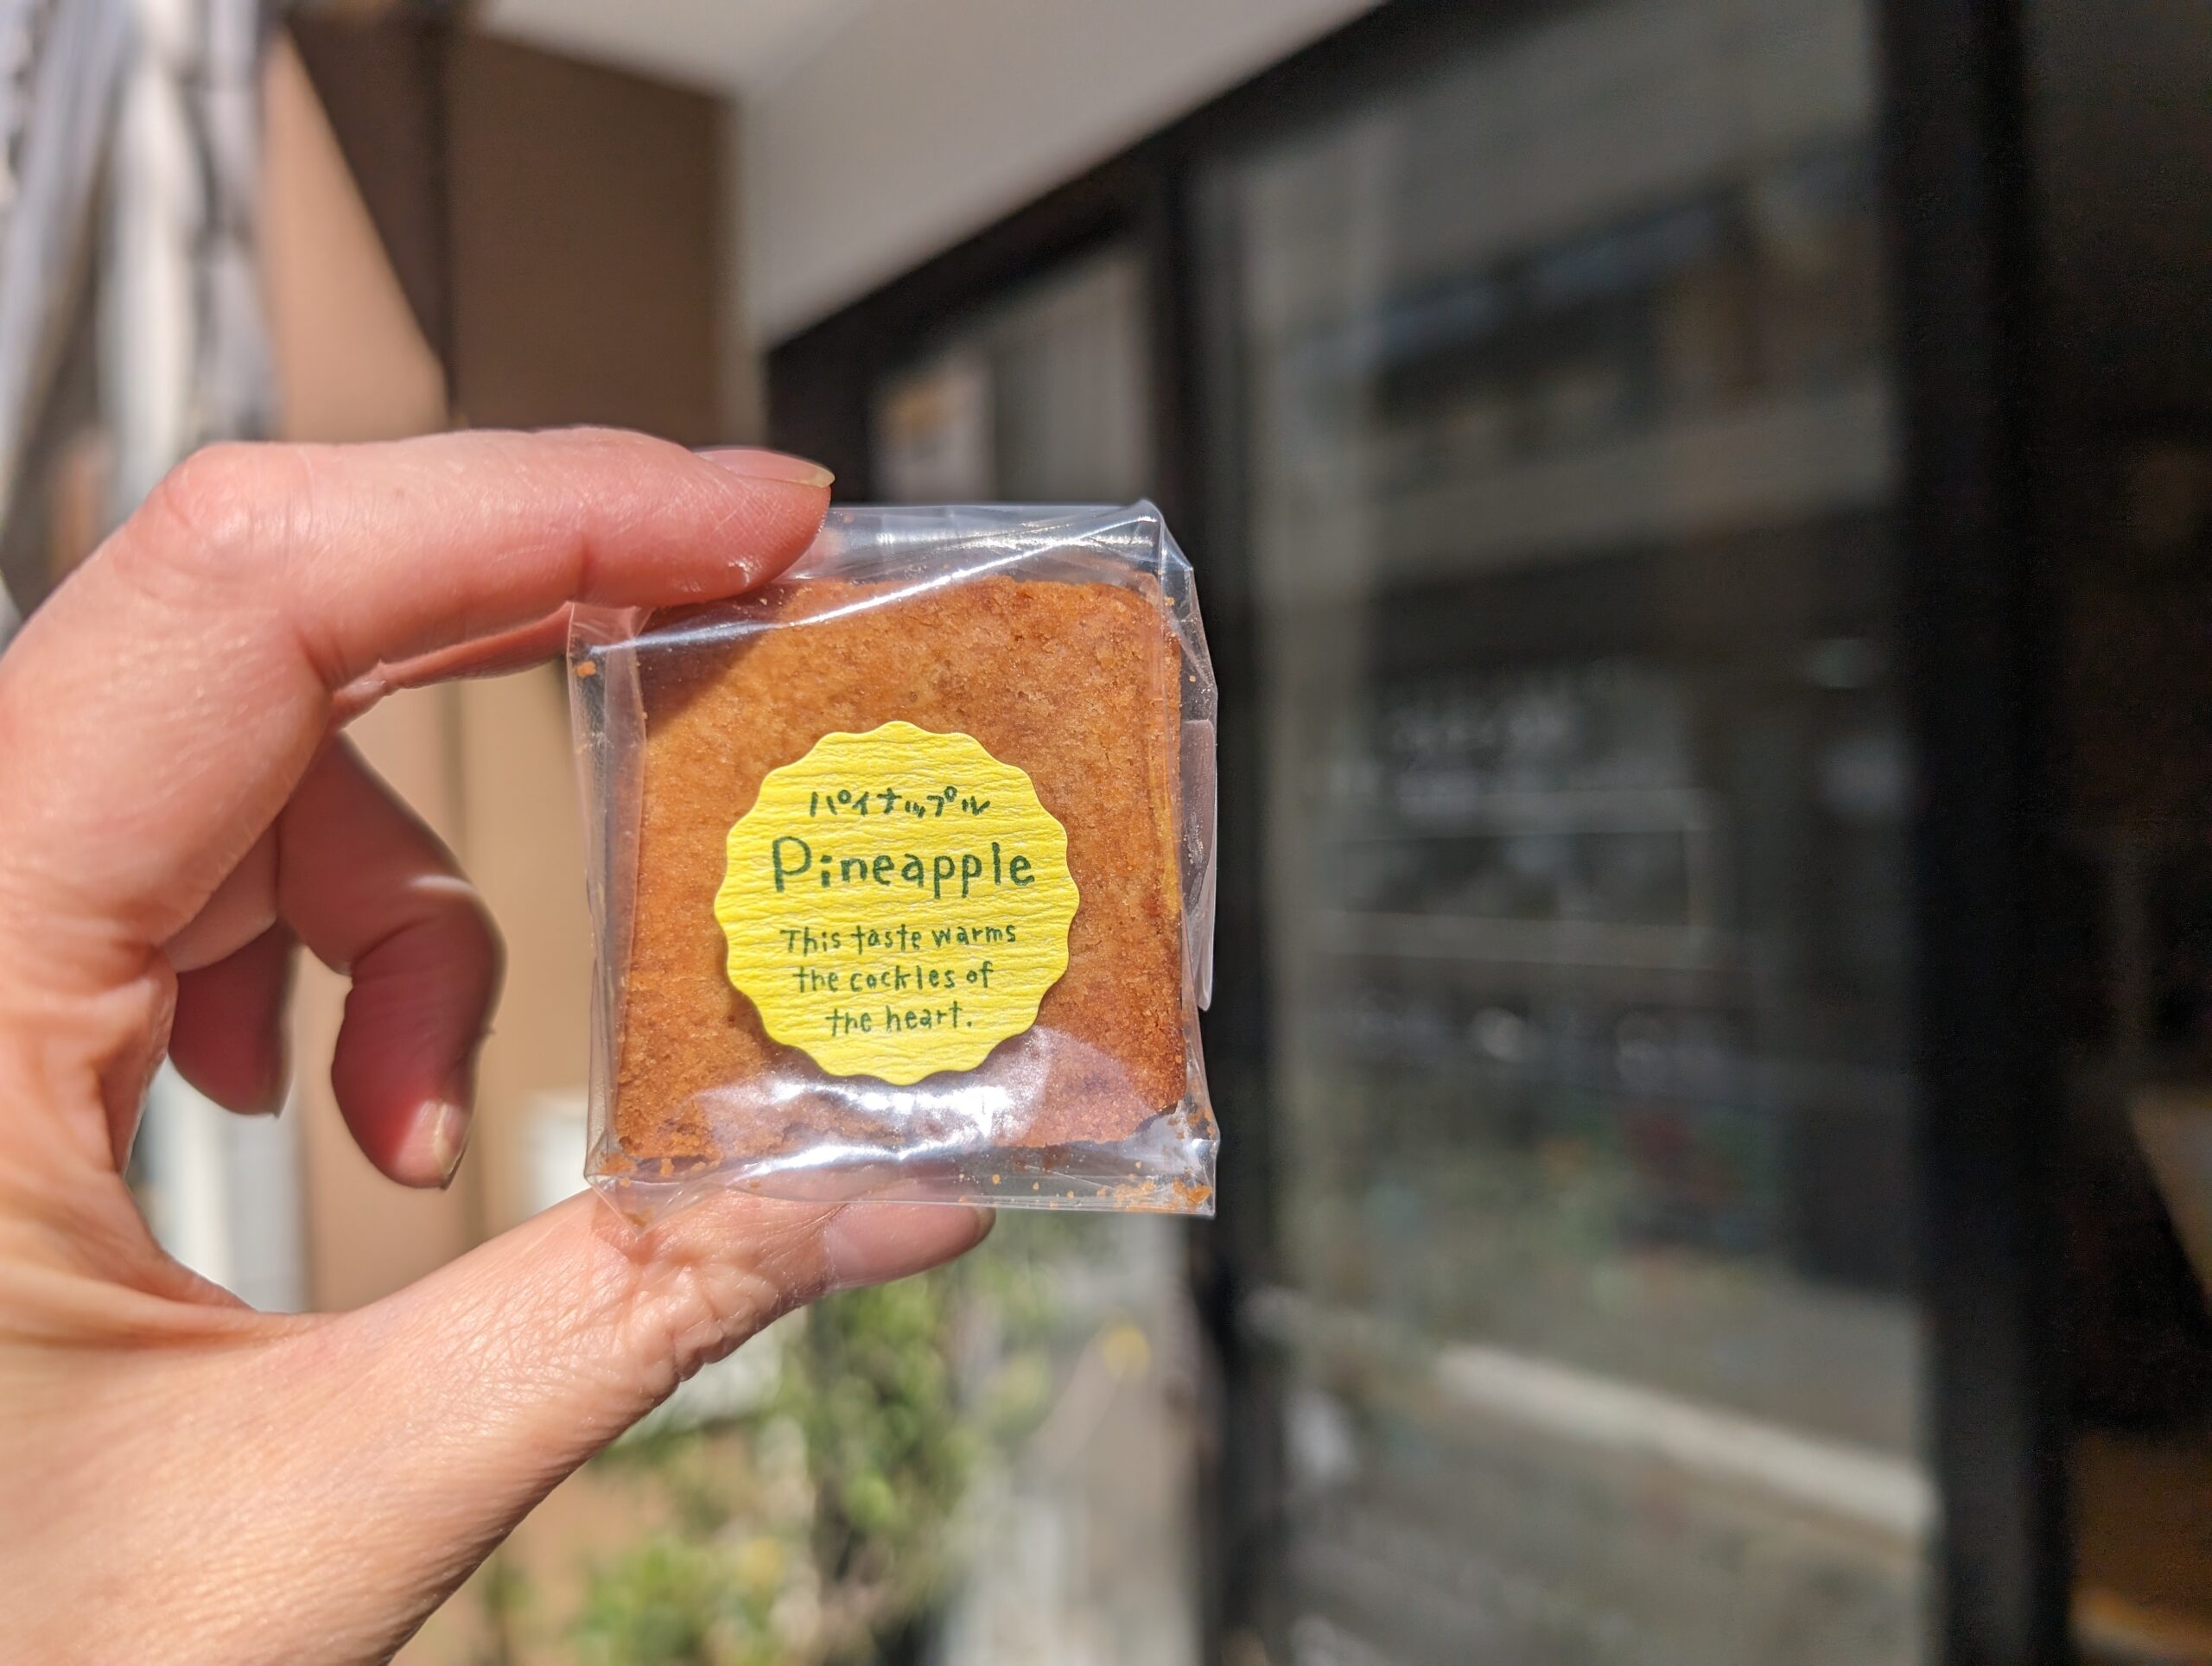 パイナップル
Pineapple
This taste warms
the cockles of
the heart.